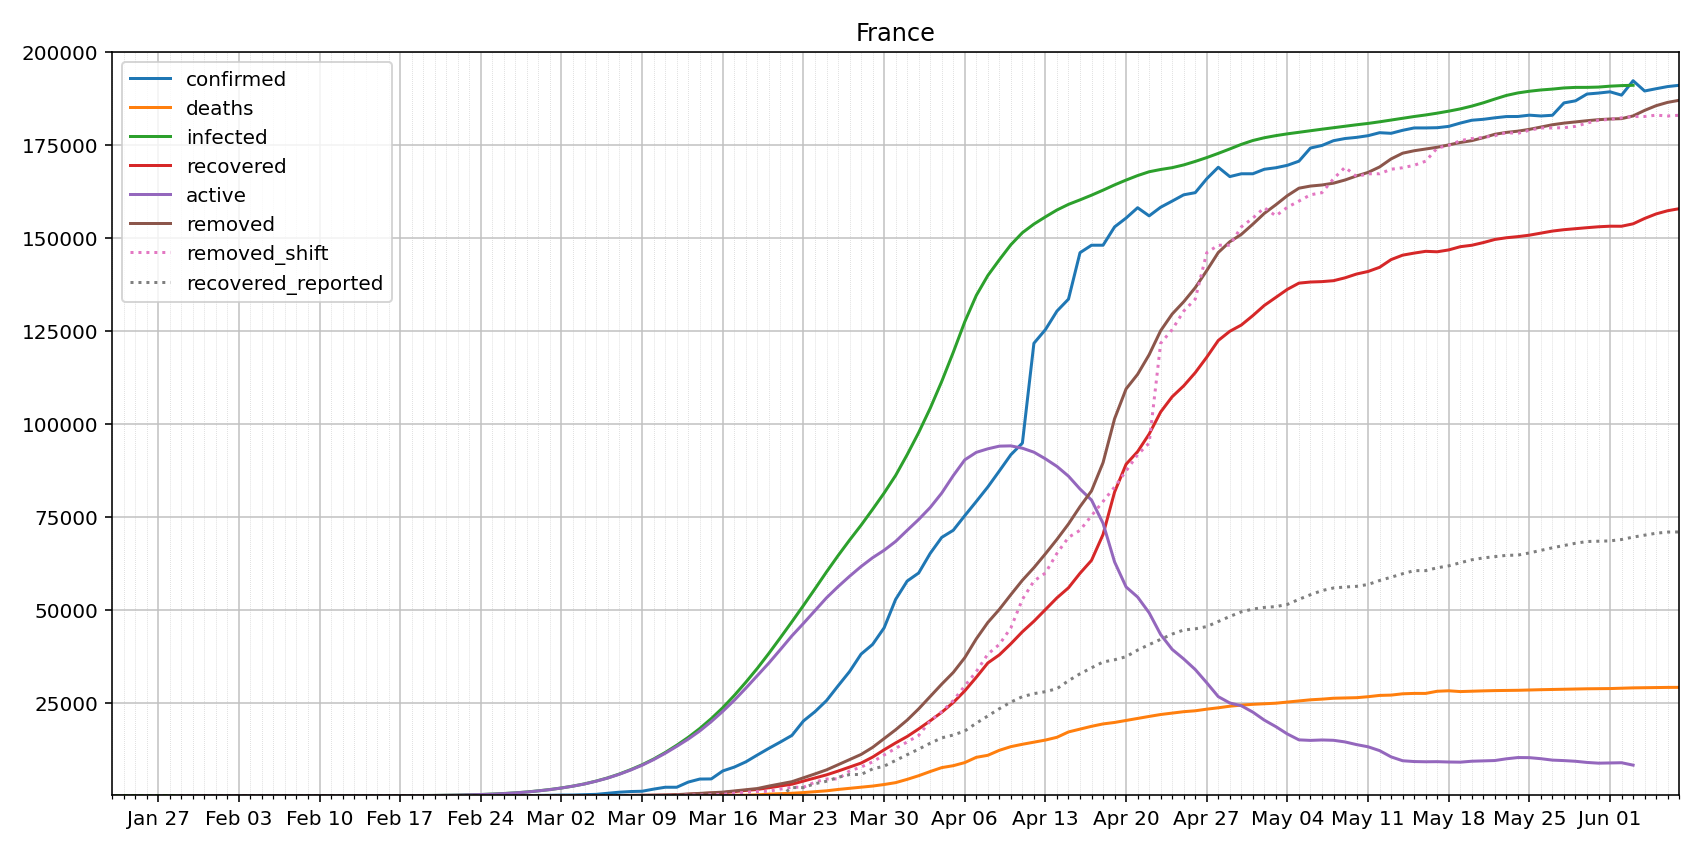 France
200000
175000
150000
125000
100000
75000
50000
25000
confirmed
deaths
infected
recovered
active
removed
removed_shift
recovered_reported
Jan 27 Feb 03 Feb 10 Feb 17 Feb 24 Mar 02 Mar 09 Mar 16 Mar 23 Mar 30 Apr 06 Apr 13 Apr 20 Apr 27 May 04 May 11 May 18 May 25 Jun 01